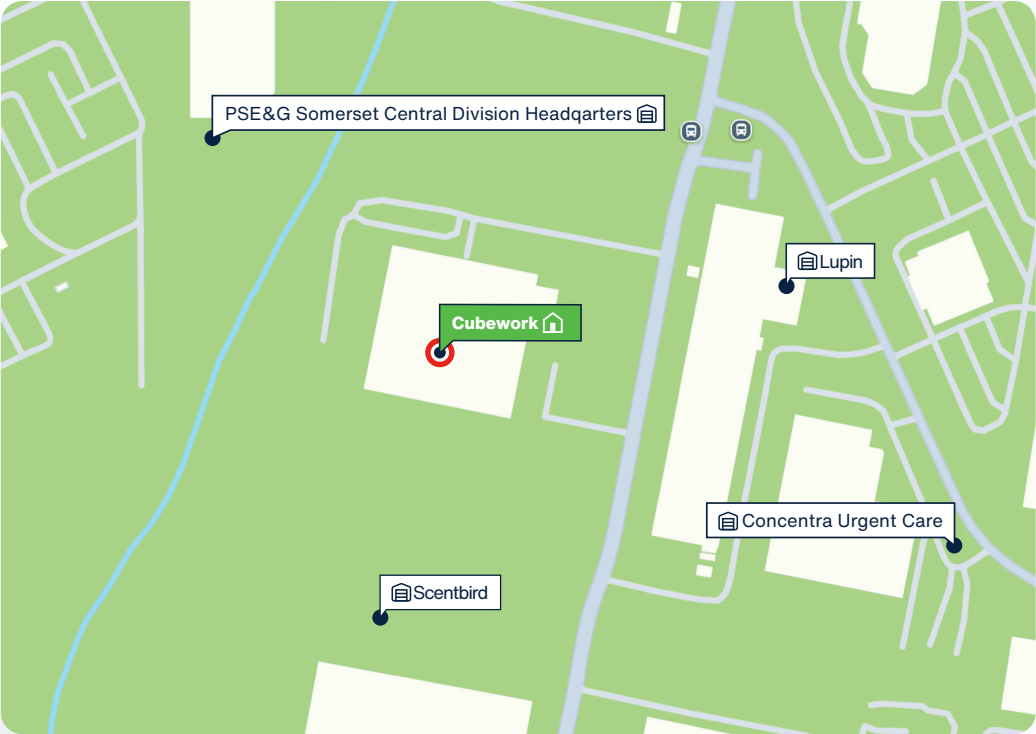 PSE&G Somerset Central Division Headqarters
Lupin
Cubework
Concentra Urgent Care
Scentbird